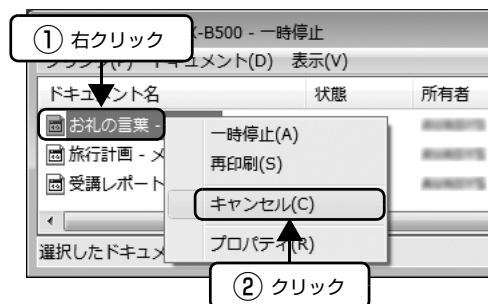 ① 右クリック
X-B500 - 一時停止
ドキュメント(D) 表示(V)
ドキュメント名 状態 所有者
お礼の言葉 -
旅行計画 - メ
受講レポート
一時停止(A)
再印刷(S)
キャンセル(C)
プロパティ(R)
選択したドキュメ
② クリック